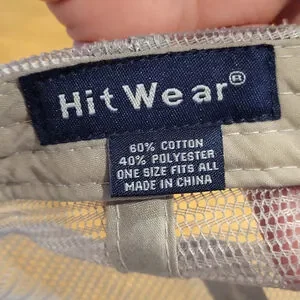 Hit Wear®
60% COTTON
40% POLYESTER
ONE SIZE FITS ALL
MADE IN CHINA